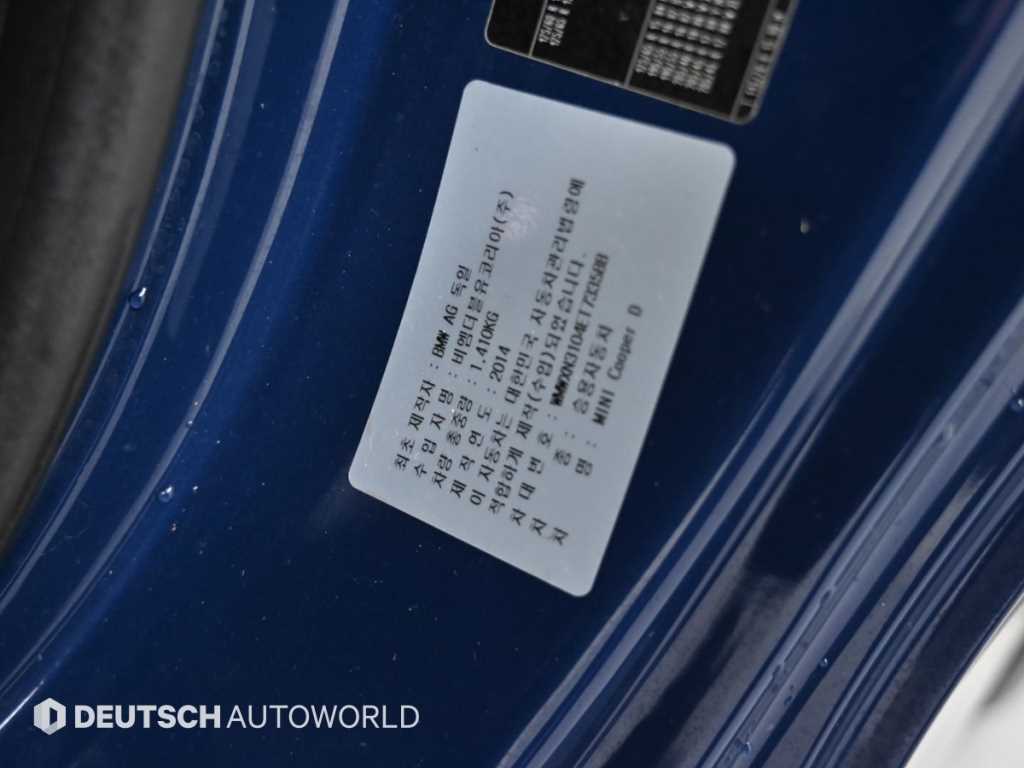 최초 제작자 : BMW AG 독일
수 입 자 명 : 비엠더블유코리아(주)
차량 총중량 : 1.410KG
제 작 연 도 : 2014
이 자동차는 대한민국 자동차관리법령에
적합하게 제작(수입)되었습니다.
차 대 번 호 :
차 종 : 승용자동차
차 명 : MINI Cooper D
DEUTSCH AUTOWORLD